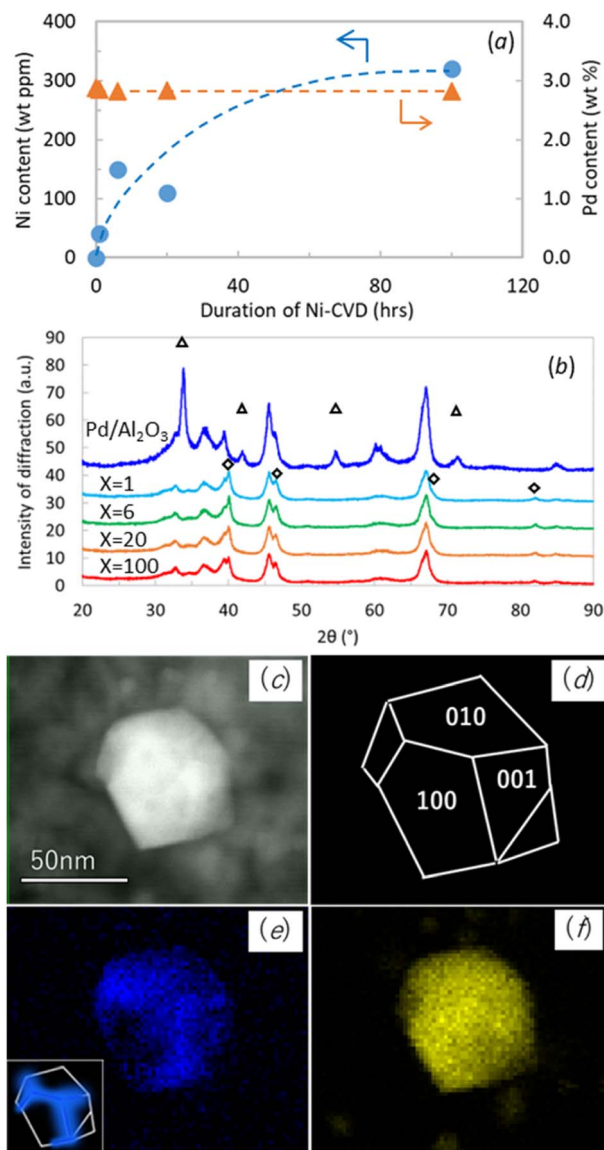 (a)
Ni content (wt ppm)
400
300
200
100
0
Pd content (wt %)
4.0
3.0
2.0
1.0
0.0
0 40 80 120
Duration of Ni-CVD (hrs)
(b)
Intensity of diffraction (a.u.)
90
80
70
60
50
40
30
20
10
0
Pd/Al₂O₃
X=1
X=6
X=20
X=100
20 30 40 50 60 70 80 90
2θ (°)
(c)
50nm
(d)
010
100
001
(e)
(f)